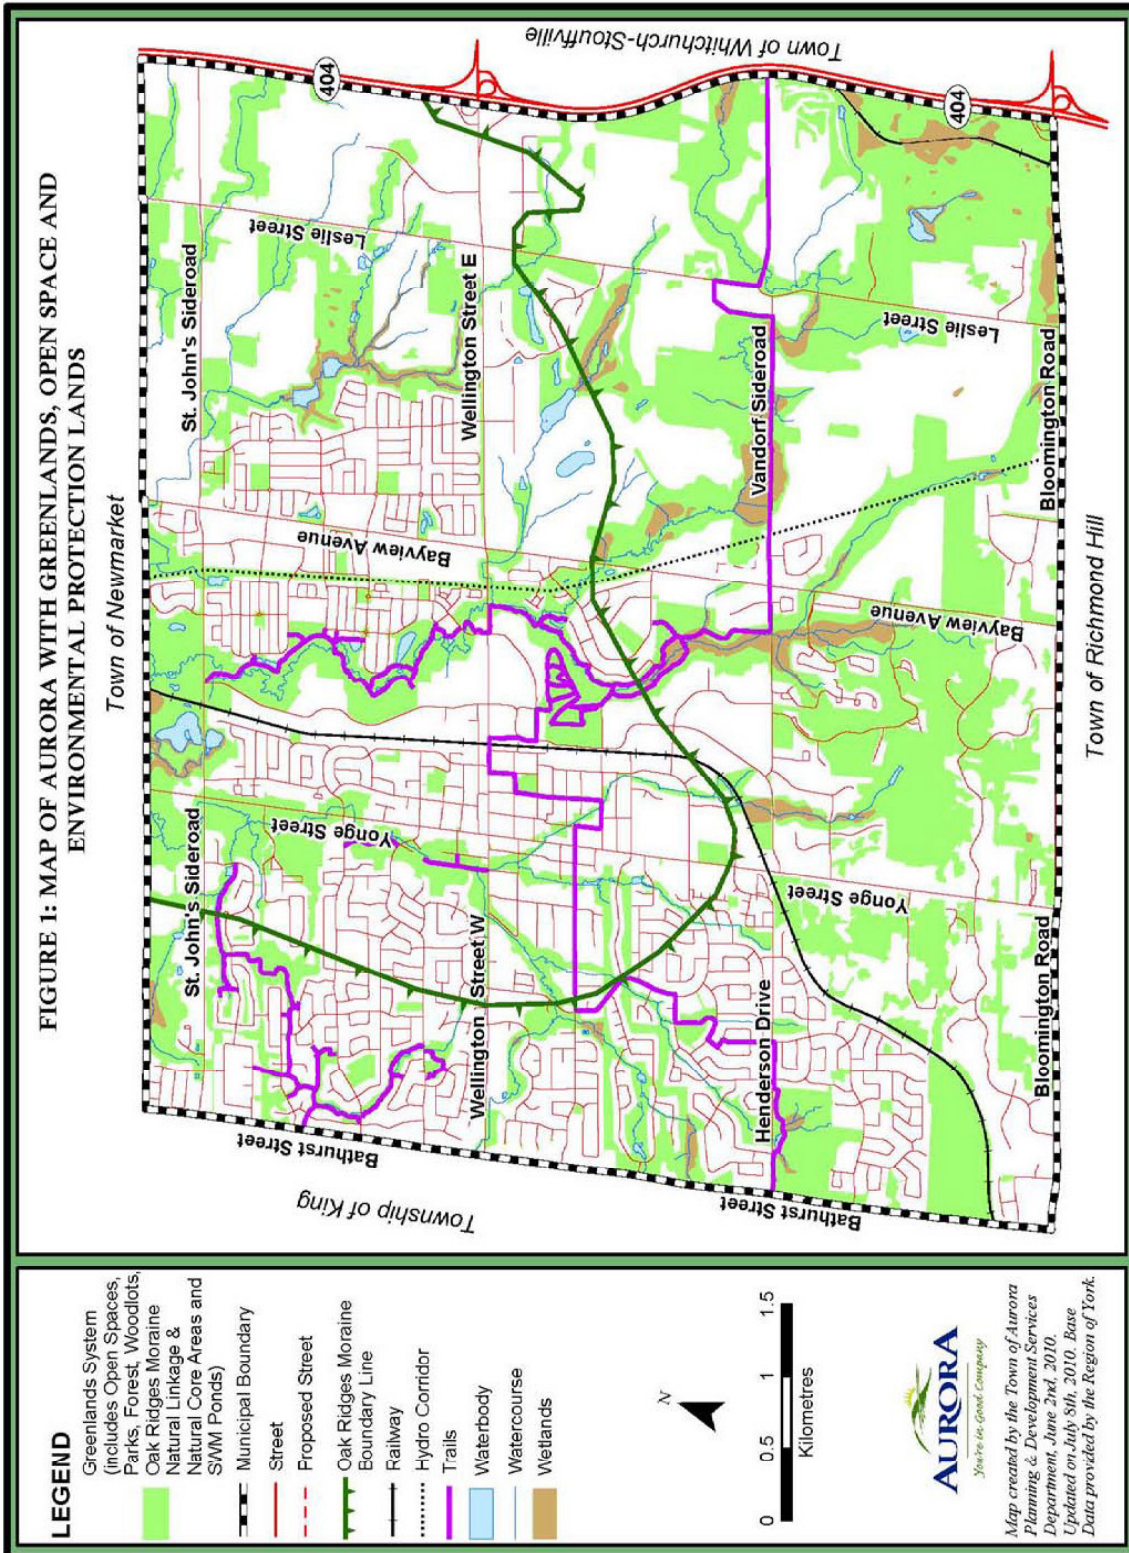 FIGURE 1: MAP OF AURORA WITH GREENLANDS, OPEN SPACE AND
ENVIRONMENTAL PROTECTION LANDS
LEGEND
Greenlands System
(includes Open Spaces,
Parks, Forest, Woodlots,
Oak Ridges Moraine
Natural Linkage &
Natural Core Areas and
SWM Ponds)
Municipal Boundary
Street
Proposed Street
Oak Ridges Moraine
Boundary Line
Railway
Hydro Corridor
Trails
Waterbody
Watercourse
Wetlands
N
0 0.5 1 1.5
Kilometres
AURORA
You're in Good Company
Map created by the Town of Aurora
Planning & Development Services
Department, June 2nd, 2010.
Updated on July 8th, 2010. Base
Data provided by the Region of York.
Town of Newmarket
Township of King
Town of Whitchurch-Stouffville
Town of Richmond Hill
St. John's Sideroad
St. John's Sideroad
Bathurst Street
Yonge Street
Bayview Avenue
Leslie Street
404
Wellington Street W
Wellington Street E
Henderson Drive
Vandorf Sideroad
Bathurst Street
Yonge Street
Bayview Avenue
Leslie Street
404
Bloomington Road
Bloomington Road